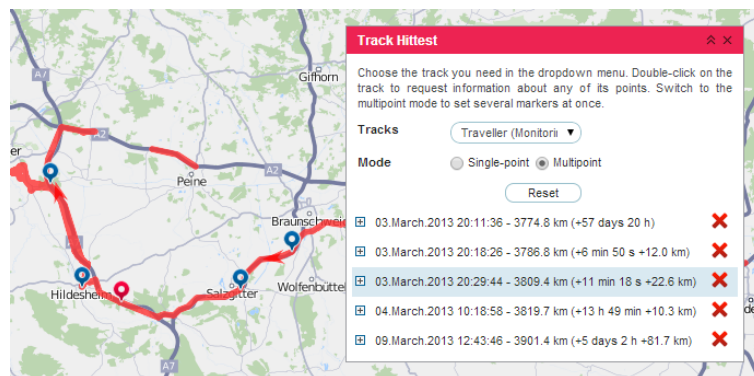 Track Hittest
Choose the track you need in the dropdown menu. Double-click on
the track to request information about any of its points. Switch to
the multipoint mode to set several markers at once.
Tracks
Traveller (Monitorii
Mode
Single-point
Multipoint
Reset
03.March.2013 20:11:36 - 3774.8 km (+57 days 20 h)
03.March.2013 20:18:26 - 3786.8 km (+6 min 50 s +12.0 km)
03.March.2013 20:29:44 - 3809.4 km (+11 min 18 s +22.6 km)
04.March.2013 10:18:58 - 3819.7 km (+13 h 49 min +10.3 km)
09.March.2013 12:43:46 - 3901.4 km (+5 days 2 h +81.7 km)
A7
Gifhorn
A2
er
A2
Peine
Braunschwei
Hildesheim
Salzgitter
Wolfenbüttel
A7
de